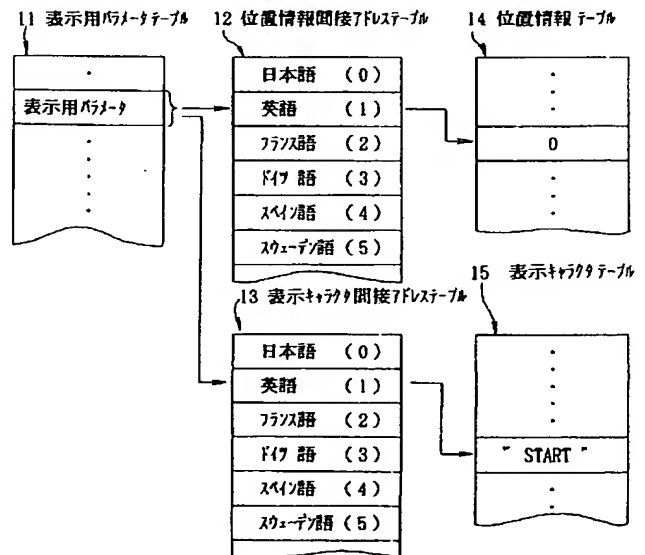 11 表示用パラメータテーブル
12 位置情報間接アドレステーブル
14 位置情報テーブル
表示用パラメータ
日本語 (0)
英語 (1)
フランス語 (2)
ドイツ語 (3)
スペイン語 (4)
スウェーデン語 (5)
0
13 表示キャラクタ間接アドレステーブル
15 表示キャラクタテーブル
日本語 (0)
英語 (1)
フランス語 (2)
ドイツ語 (3)
スペイン語 (4)
スウェーデン語 (5)
" START "